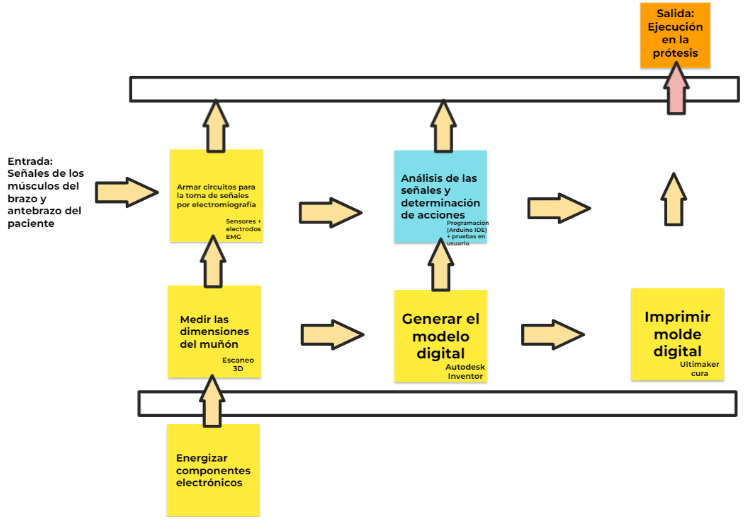 Salida:
Ejecución
en la
prótesis
Entrada:
Señales de los
músculos del
brazo y
antebrazo del
paciente
Armar circuitos para
la toma de señales
por electromiografía
Sensores +
electrodos
EMG
Análisis de las
señales y
determinación
de acciones
Programación
(Arduino IDE)
+ pruebas en
usuario
Medir las
dimensiones
del muñón
Escaneo
3D
Generar el
modelo
digital
Autodesk
Inventor
Imprimir
molde
digital
Ultimaker
cura
Energizar
componentes
electrónicos